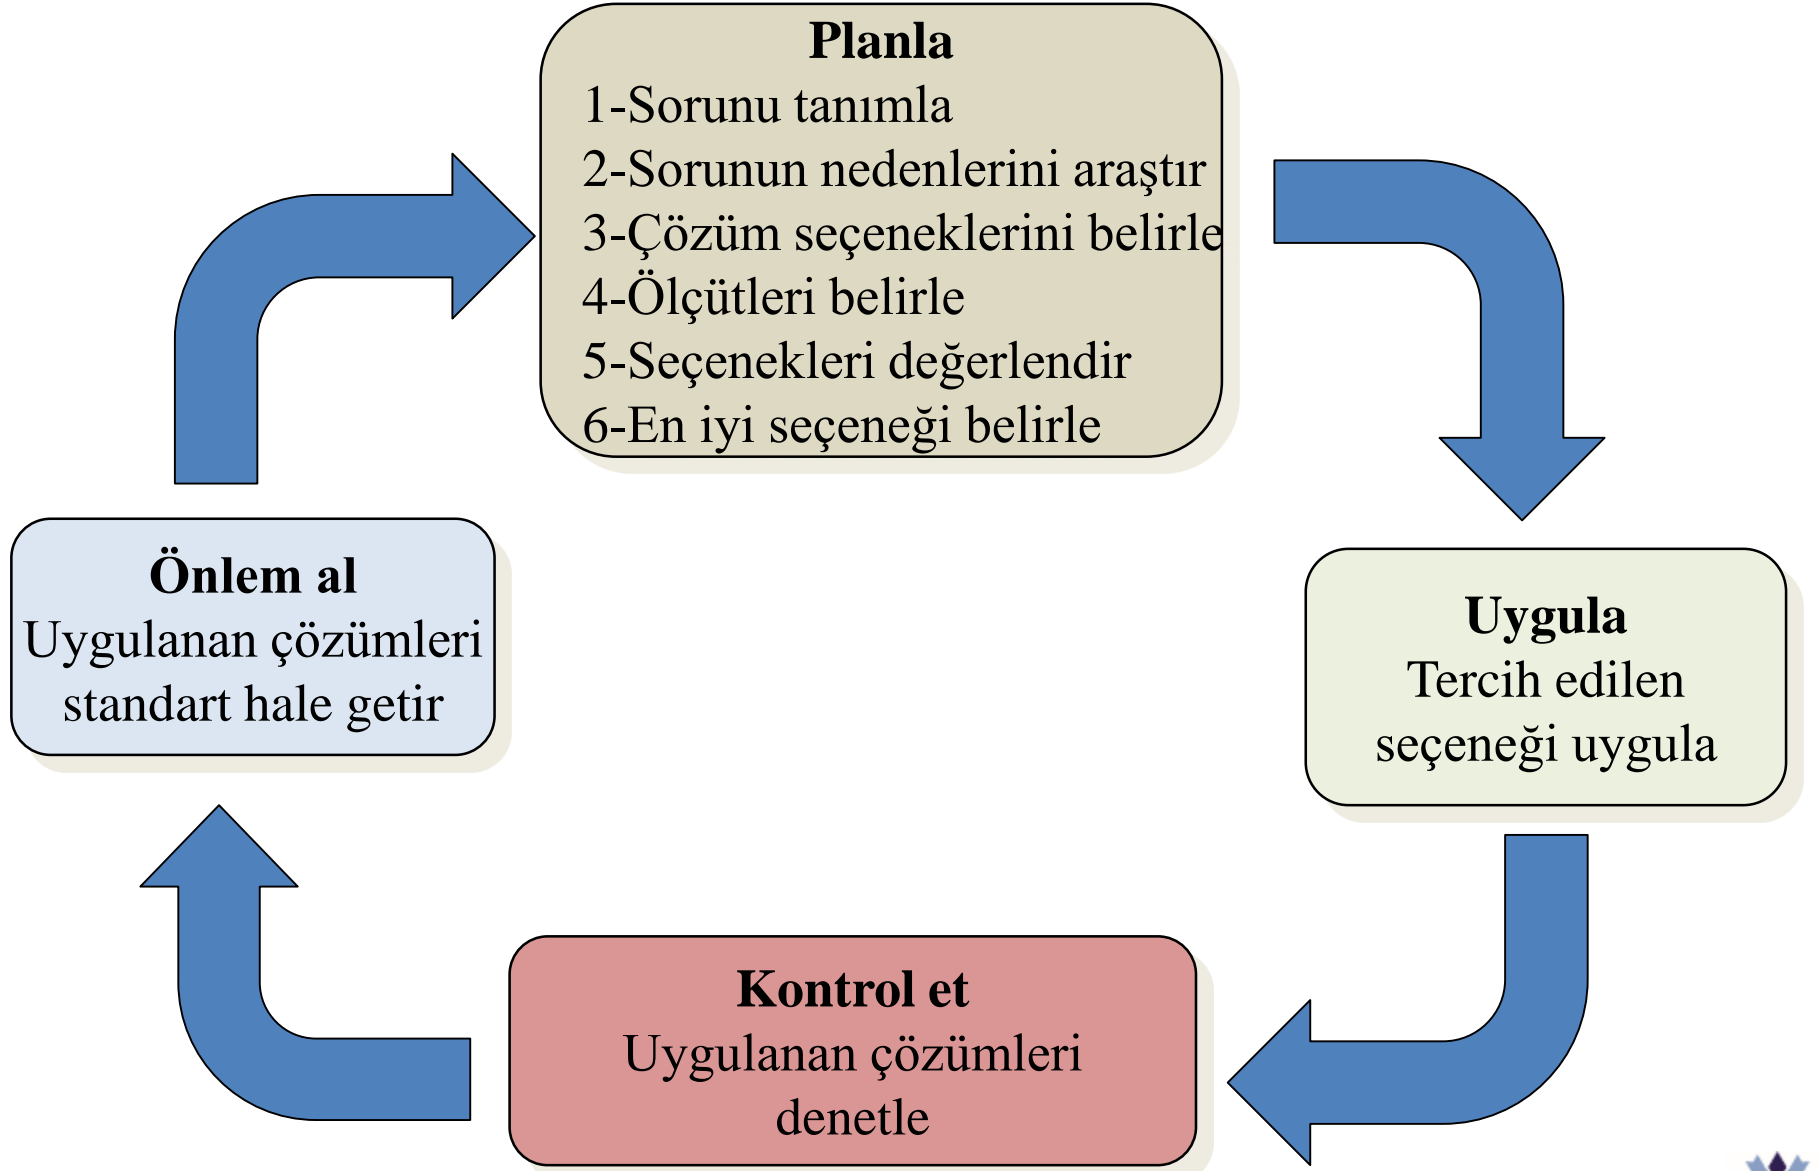 Planla
1-Sorunu tanımla
2-Sorunun nedenlerini araştır
3-Çözüm seçeneklerini belirle
4-Ölçütleri belirle
5-Seçenekleri değerlendir
6-En iyi seçeneği belirle
Uygula
Tercih edilen
seçeneği uygula
Kontrol et
Uygulanan çözümleri
denetle
Önlem al
Uygulanan çözümleri
standart hale getir